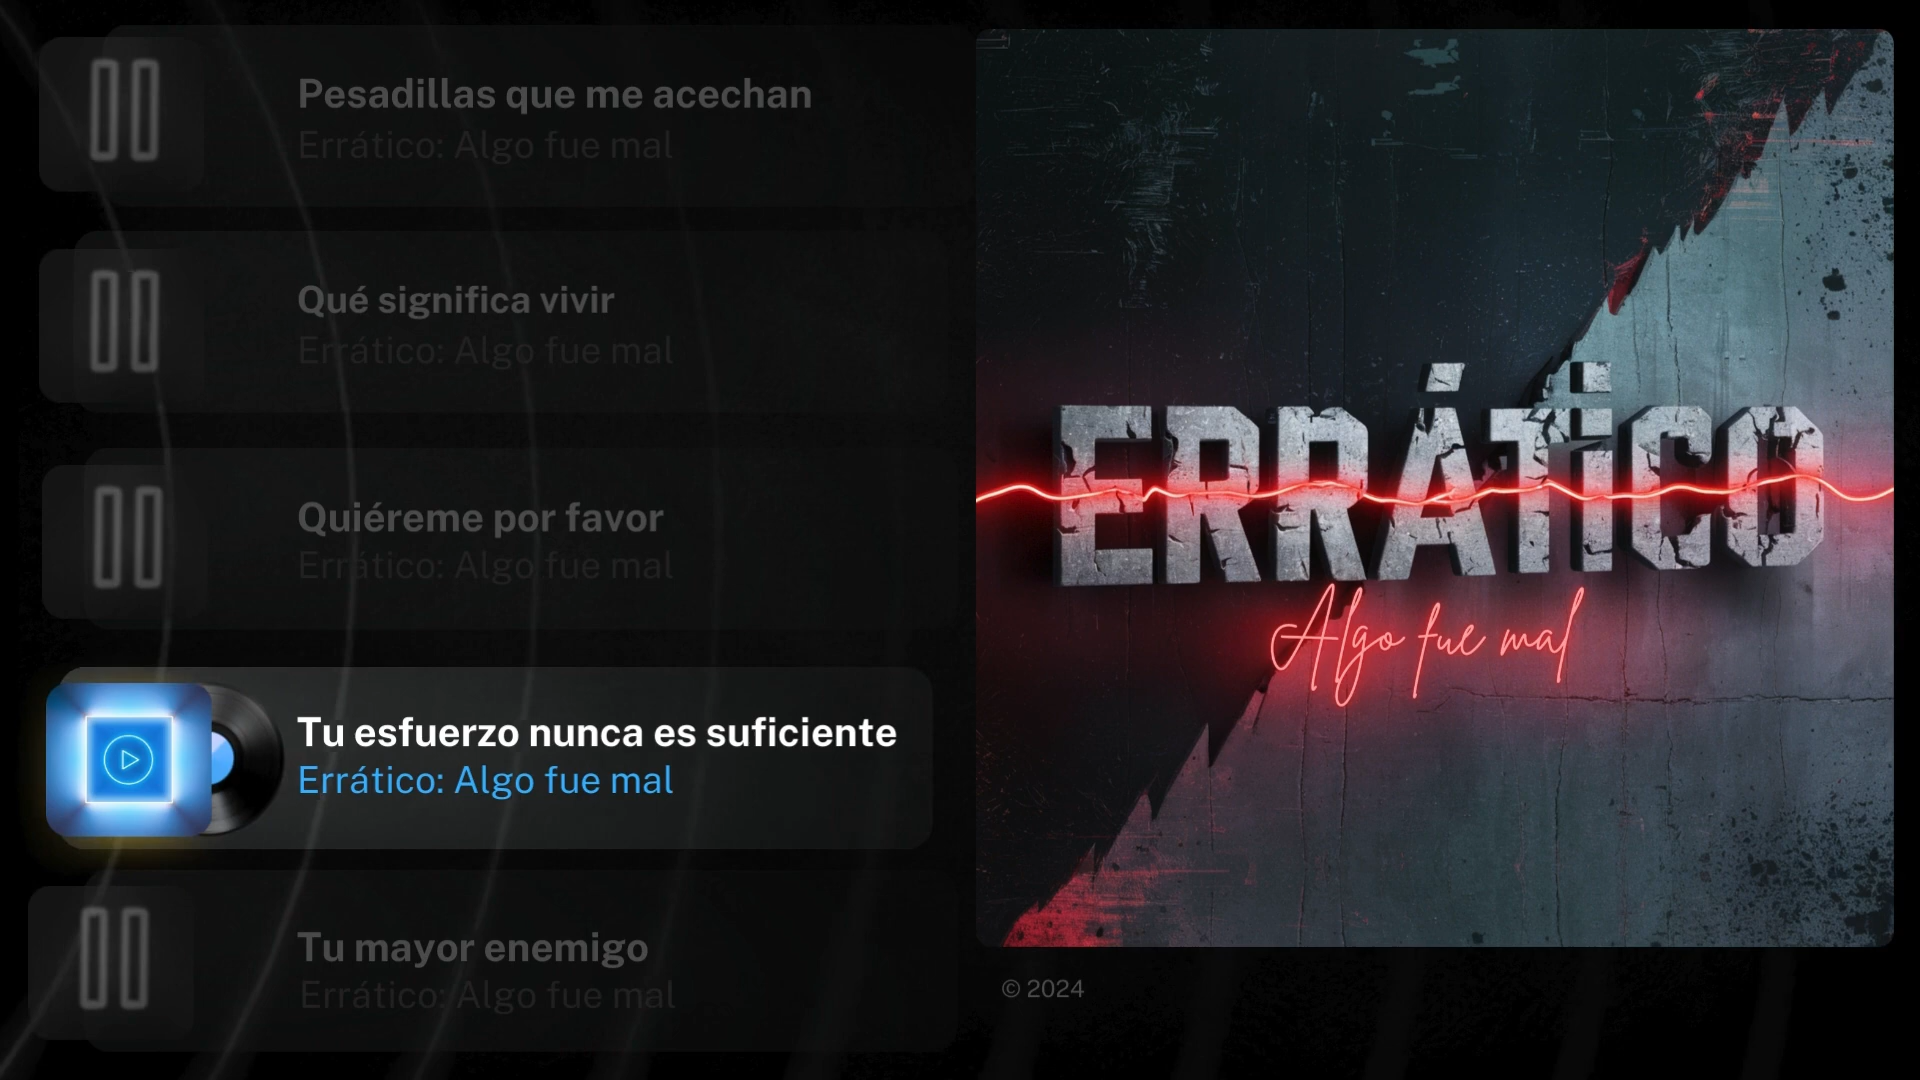 Pesadillas que me acechan
Errático: Algo fue mal
Qué significa vivir
Errático: Algo fue mal
Quiéreme por favor
Errático: Algo fue mal
Tu esfuerzo nunca es suficiente
Errático: Algo fue mal
Tu mayor enemigo
Errático: Algo fue mal
ERRÁTiCO
Algo fue mal
© 2024